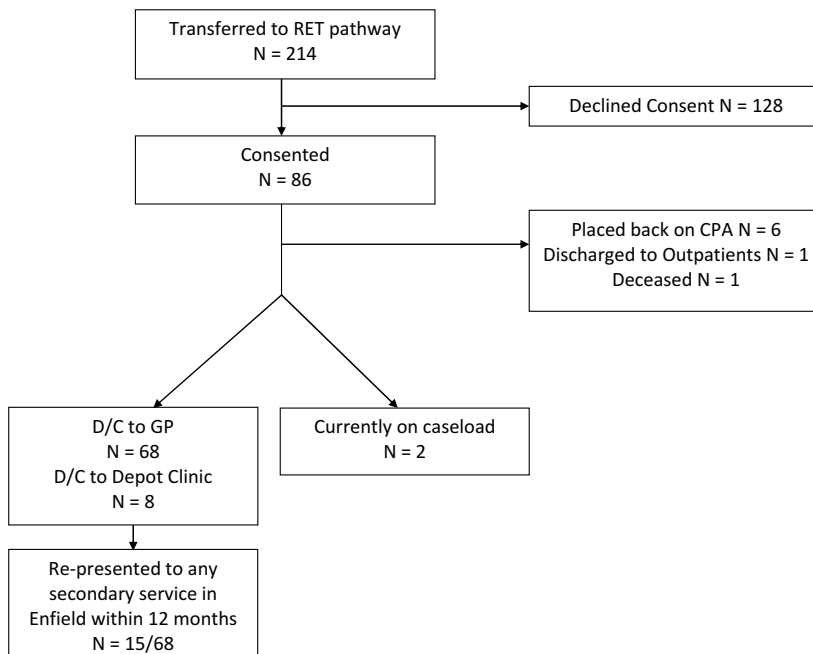 Transferred to RET pathway
N = 214
Declined Consent N = 128
Consented
N = 86
Placed back on CPA N = 6
Discharged to Outpatients N = 1
Deceased N = 1
D/C to GP
N = 68
D/C to Depot Clinic
N = 8
Currently on caseload
N = 2
Re-presented to any
secondary service in
Enfield within 12 months
N = 15/68